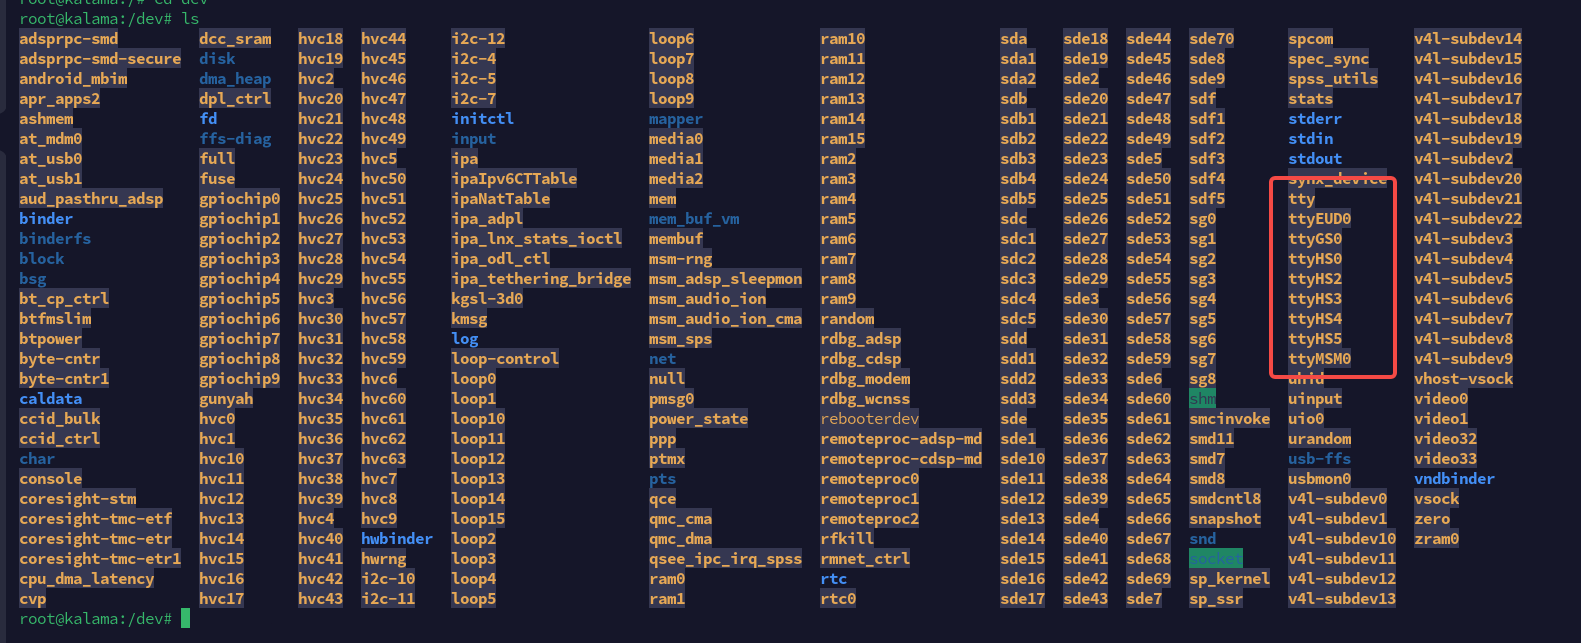 root@kalama:/# cd dev
root@kalama:/dev# ls
adsprpc-smd dcc_sram hvc18 hvc44 i2c-12 loop6 ram10 sda sde18 sde44 sde70 spcom v4l-subdev14
adsprpc-smd-secure disk hvc19 hvc45 i2c-4 loop7 ram11 sda1 sde19 sde45 sde8 spec_sync v4l-subdev15
android_mbim dma_heap hvc2 hvc46 i2c-5 loop8 ram12 sda2 sde2 sde46 sde9 spss_utils v4l-subdev16
apr_apps2 dpl_ctrl hvc20 hvc47 i2c-7 loop9 ram13 sdb sde20 sde47 sdf stats v4l-subdev17
ashmem fd hvc21 hvc48 initctl mapper ram14 sdb1 sde21 sde48 sdf1 stderr v4l-subdev18
at_mdm0 ffs-diag hvc22 hvc49 input media0 ram15 sdb2 sde22 sde49 sdf2 stdin v4l-subdev19
at_usb0 full hvc23 hvc5 ipa media1 ram2 sdb3 sde23 sde5 sdf3 stdout v4l-subdev2
at_usb1 fuse hvc24 hvc50 ipaIpv6CTTable media2 ram3 sdb4 sde24 sde50 sdf4 synx_device v4l-subdev20
aud_pasthru_adsp gpiochip0 hvc25 hvc51 ipaNatTable mem ram4 sdb5 sde25 sde51 sdf5 tty v4l-subdev21
binder gpiochip1 hvc26 hvc52 ipa_adpl mem_buf_vm ram5 sdc sde26 sde52 sg0 ttyEUD0 v4l-subdev22
binderfs gpiochip2 hvc27 hvc53 ipa_lnx_stats_ioctl membuf ram6 sdc1 sde27 sde53 sg1 ttyGS0 v4l-subdev3
block gpiochip3 hvc28 hvc54 ipa_odl_ctl msm-rng ram7 sdc2 sde28 sde54 sg2 ttyHS0 v4l-subdev4
bsg gpiochip4 hvc29 hvc55 ipa_tethering_bridge msm_adsp_sleepmon ram8 sdc3 sde29 sde55 sg3 ttyHS2 v4l-subdev5
bt_cp_ctrl gpiochip5 hvc3 hvc56 kgsl-3d0 msm_audio_ion ram9 sdc4 sde3 sde56 sg4 ttyHS3 v4l-subdev6
btfmslim gpiochip6 hvc30 hvc57 kmsg msm_audio_ion_cma random sdc5 sde30 sde57 sg5 ttyHS4 v4l-subdev7
btpower gpiochip7 hvc31 hvc58 log msm_sps rdbg_adsp sdd sde31 sde58 sg6 ttyHS5 v4l-subdev8
byte-cntr gpiochip8 hvc32 hvc59 loop-control net rdbg_cdsp sdd1 sde32 sde59 sg7 ttyMSM0 v4l-subdev9
byte-cntr1 gpiochip9 hvc33 hvc6 loop0 null rdbg_modem sdd2 sde33 sde6 sg8 uhid vhost-vsock
caldata gunyah hvc34 hvc60 loop1 pmsg0 rdbg_wcnss sdd3 sde34 sde60 shm uinput video0
ccid_bulk hvc0 hvc35 hvc61 loop10 power_state rebooterdev sde sde35 sde61 smcinvoke uio0 video1
ccid_ctrl hvc1 hvc36 hvc62 loop11 ppp remoteproc-adsp-md sde1 sde36 sde62 smd11 urandom video32
char hvc10 hvc37 hvc63 loop12 ptmx remoteproc-cdsp-md sde10 sde37 sde63 smd7 usb-ffs video33
console hvc11 hvc38 hvc7 loop13 pts remoteproc0 sde11 sde38 sde64 smd8 usbmon0 vndbinder
coresight-stm hvc12 hvc39 hvc8 loop14 qce remoteproc1 sde12 sde39 sde65 smdcntl8 v4l-subdev0 vsock
coresight-tmc-etf hvc13 hvc4 hvc9 loop15 qmc_cma remoteproc2 sde13 sde4 sde66 snapshot v4l-subdev1 zero
coresight-tmc-etr hvc14 hvc40 hwbinder loop2 qmc_dma rfkill sde14 sde40 sde67 snd v4l-subdev10 zram0
coresight-tmc-etr1 hvc15 hvc41 hwrng loop3 qsee_ipc_irq_spss rmnet_ctrl sde15 sde41 sde68 socket v4l-subdev11
cpu_dma_latency hvc16 hvc42 i2c-10 loop4 ram0 rtc sde16 sde42 sde69 sp_kernel v4l-subdev12
cvp hvc17 hvc43 i2c-11 loop5 ram1 rtc0 sde17 sde43 sde7 sp_ssr v4l-subdev13
root@kalama:/dev#